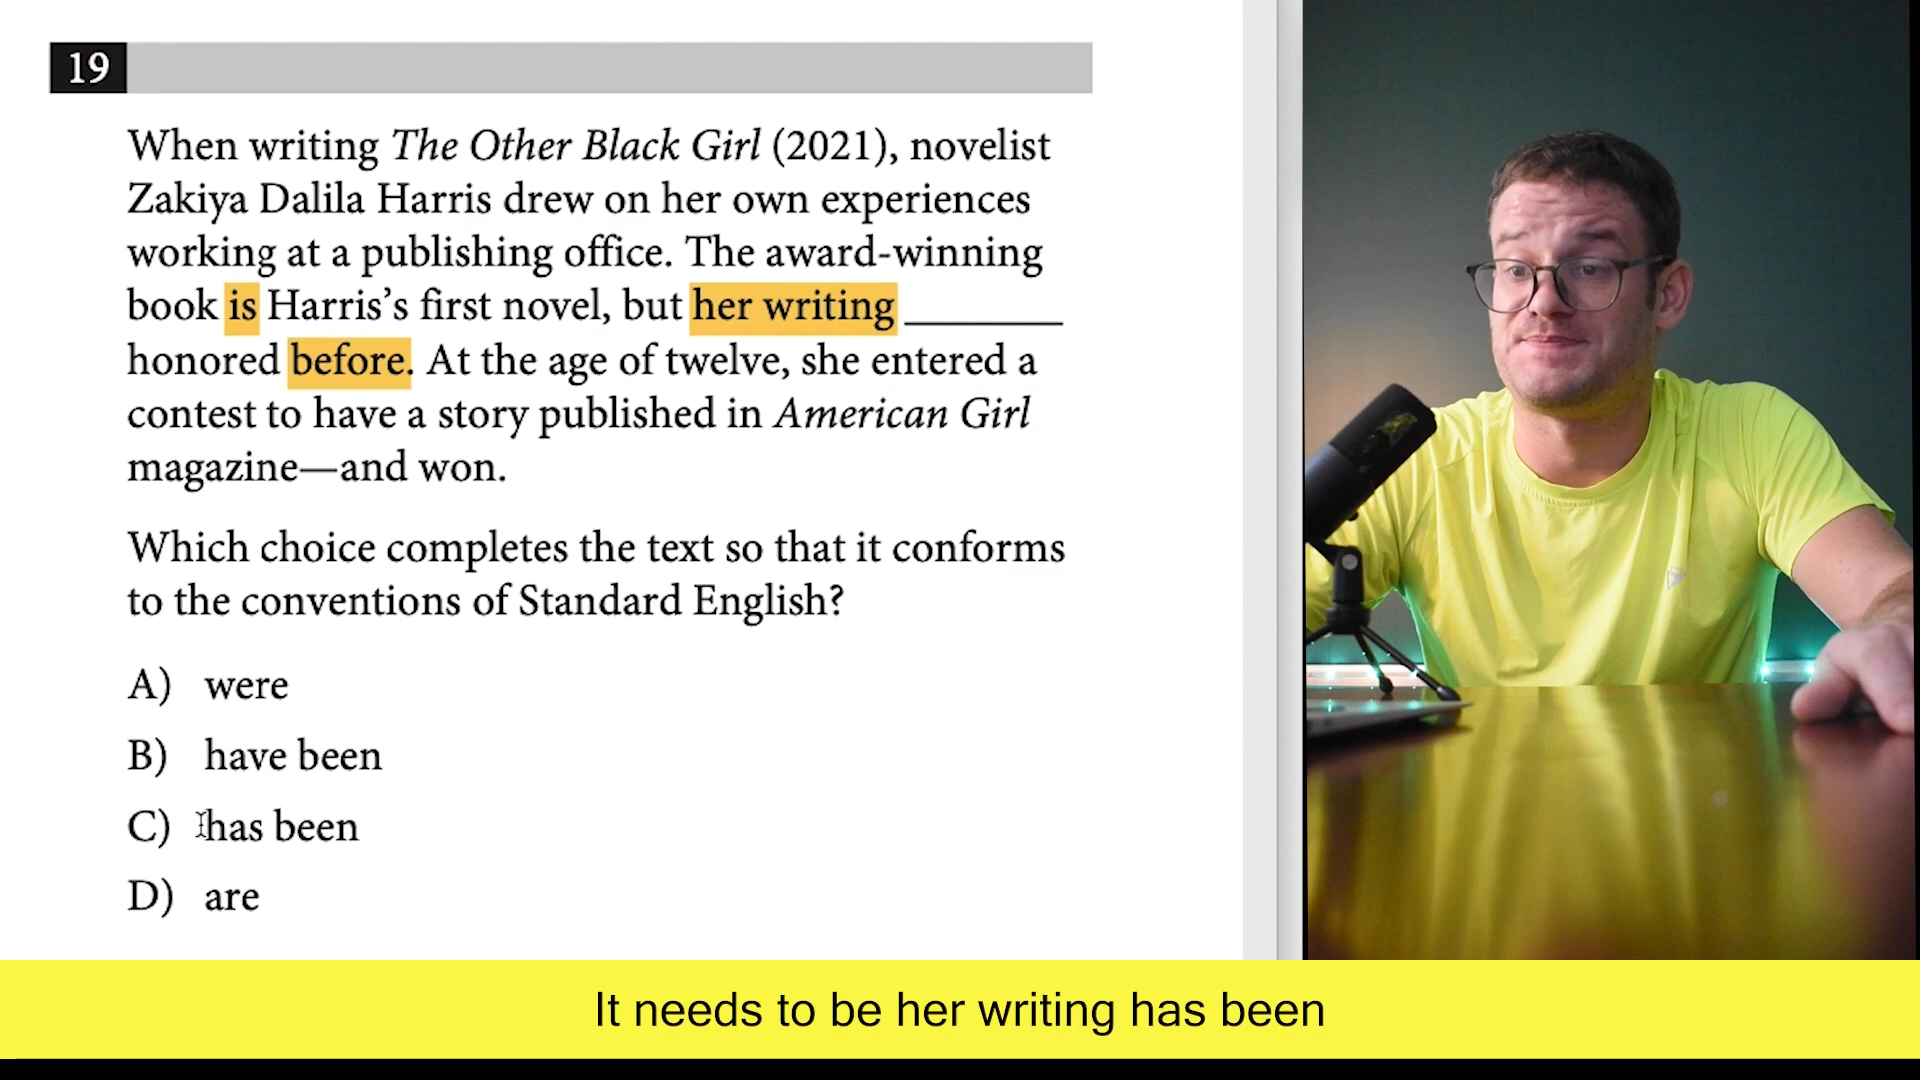 19
When writing The Other Black Girl (2021), novelist
Zakiya Dalila Harris drew on her own experiences
working at a publishing office. The award-winning
book is Harris’s first novel, but her writing ________
honored before. At the age of twelve, she entered a
contest to have a story published in American Girl
magazine—and won.
Which choice completes the text so that it conforms
to the conventions of Standard English?
A) were
B) have been
C) has been
D) are
It needs to be her writing has been